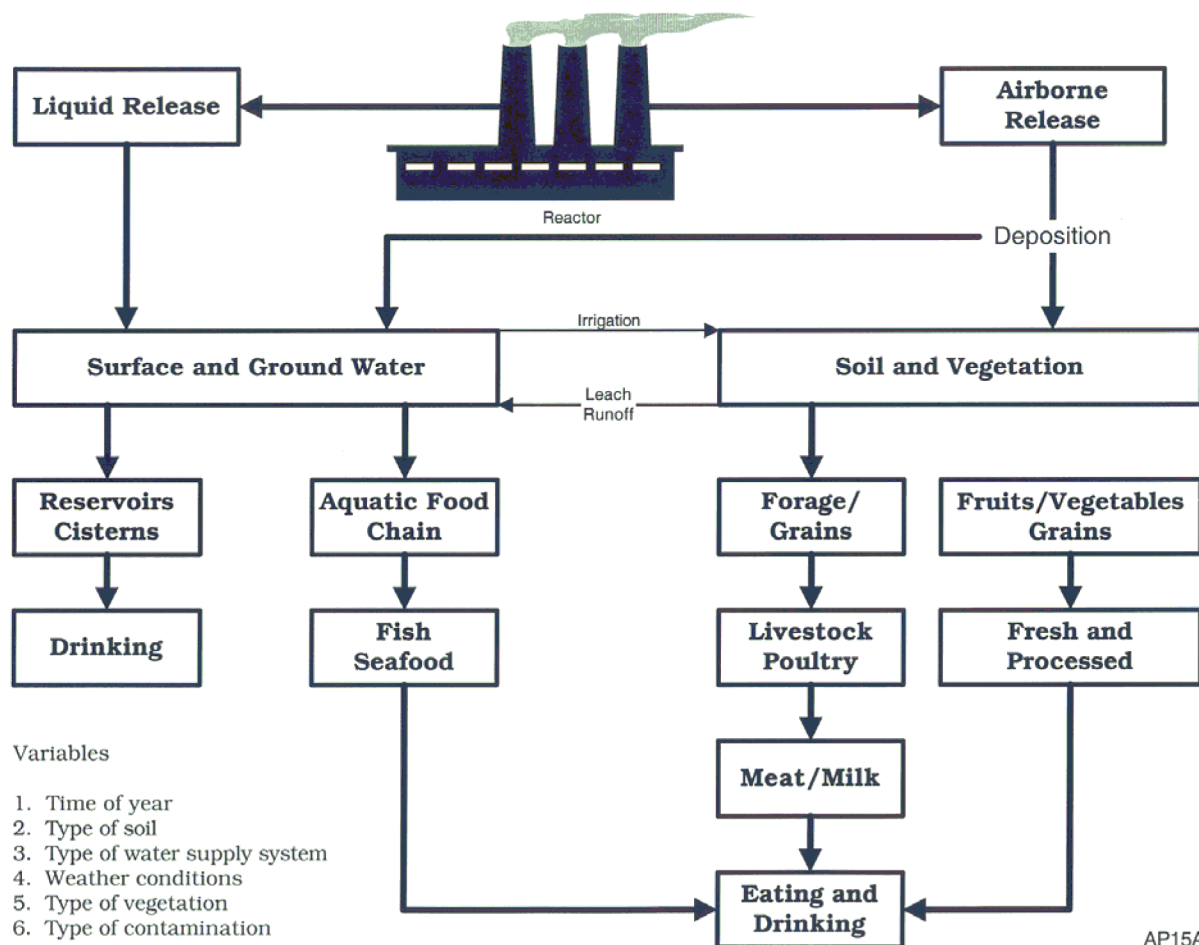 Liquid Release
Airborne
Release
Reactor
Deposition
Irrigation
Surface and Ground Water
Soil and Vegetation
Leach
Runoff
Reservoirs
Cisterns
Aquatic Food
Chain
Forage/
Grains
Fruits/Vegetables
Grains
Drinking
Fish
Seafood
Livestock
Poultry
Fresh and
Processed
Meat/Milk
Eating and
Drinking
Variables
1. Time of year
2. Type of soil
3. Type of water supply system
4. Weather conditions
5. Type of vegetation
6. Type of contamination
AP15A